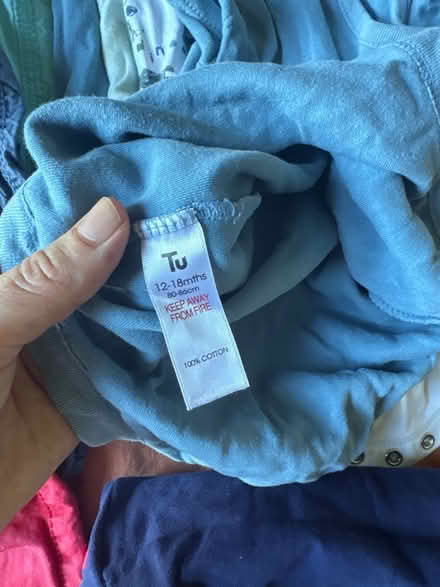 Tu
12-18mths
80-86cm
KEEP AWAY
FROM FIRE
100% COTTON